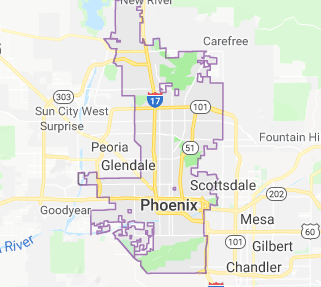 New River
Carefree
303
17
101
Sun City West
Surprise
Fountain Hi
Peoria
51
Glendale
Scottsdale
202
Phoenix
Goodyear
Mesa
60
River
101
Gilbert
Chandler